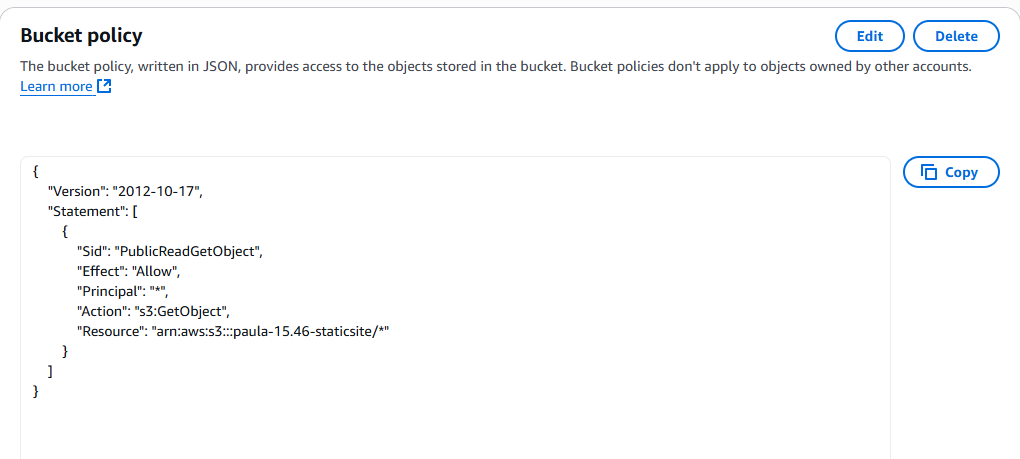 Bucket policy
Edit
Delete
The bucket policy, written in JSON, provides access to the objects stored in the bucket. Bucket policies don't apply to objects owned by other accounts.
Learn more
Copy
{
    "Version": "2012-10-17",
    "Statement": [
        {
            "Sid": "PublicReadGetObject",
            "Effect": "Allow",
            "Principal": "*",
            "Action": "s3:GetObject",
            "Resource": "arn:aws:s3:::paula-15.46-staticsite/*"
        }
    ]
}